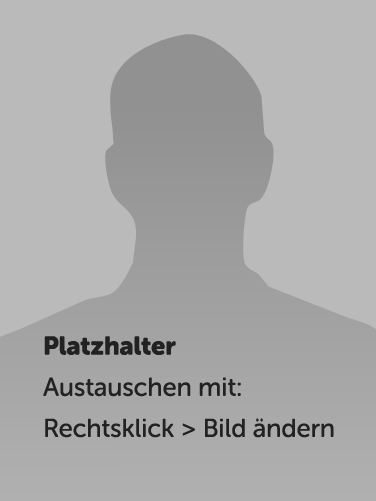 Platzhalter
Austauschen mit:
Rechtsklick > Bild ändern